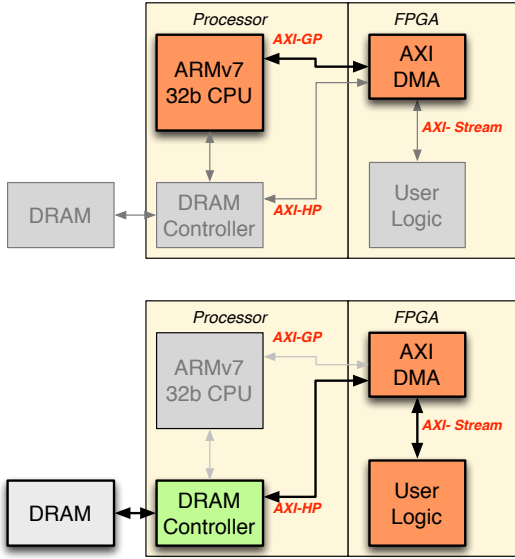 Processor
FPGA
AXI-GP
ARMv7
32b CPU
AXI
DMA
AXI- Stream
DRAM
DRAM
Controller
AXI-HP
User
Logic
Processor
FPGA
AXI-GP
ARMv7
32b CPU
AXI
DMA
AXI- Stream
DRAM
DRAM
Controller
AXI-HP
User
Logic